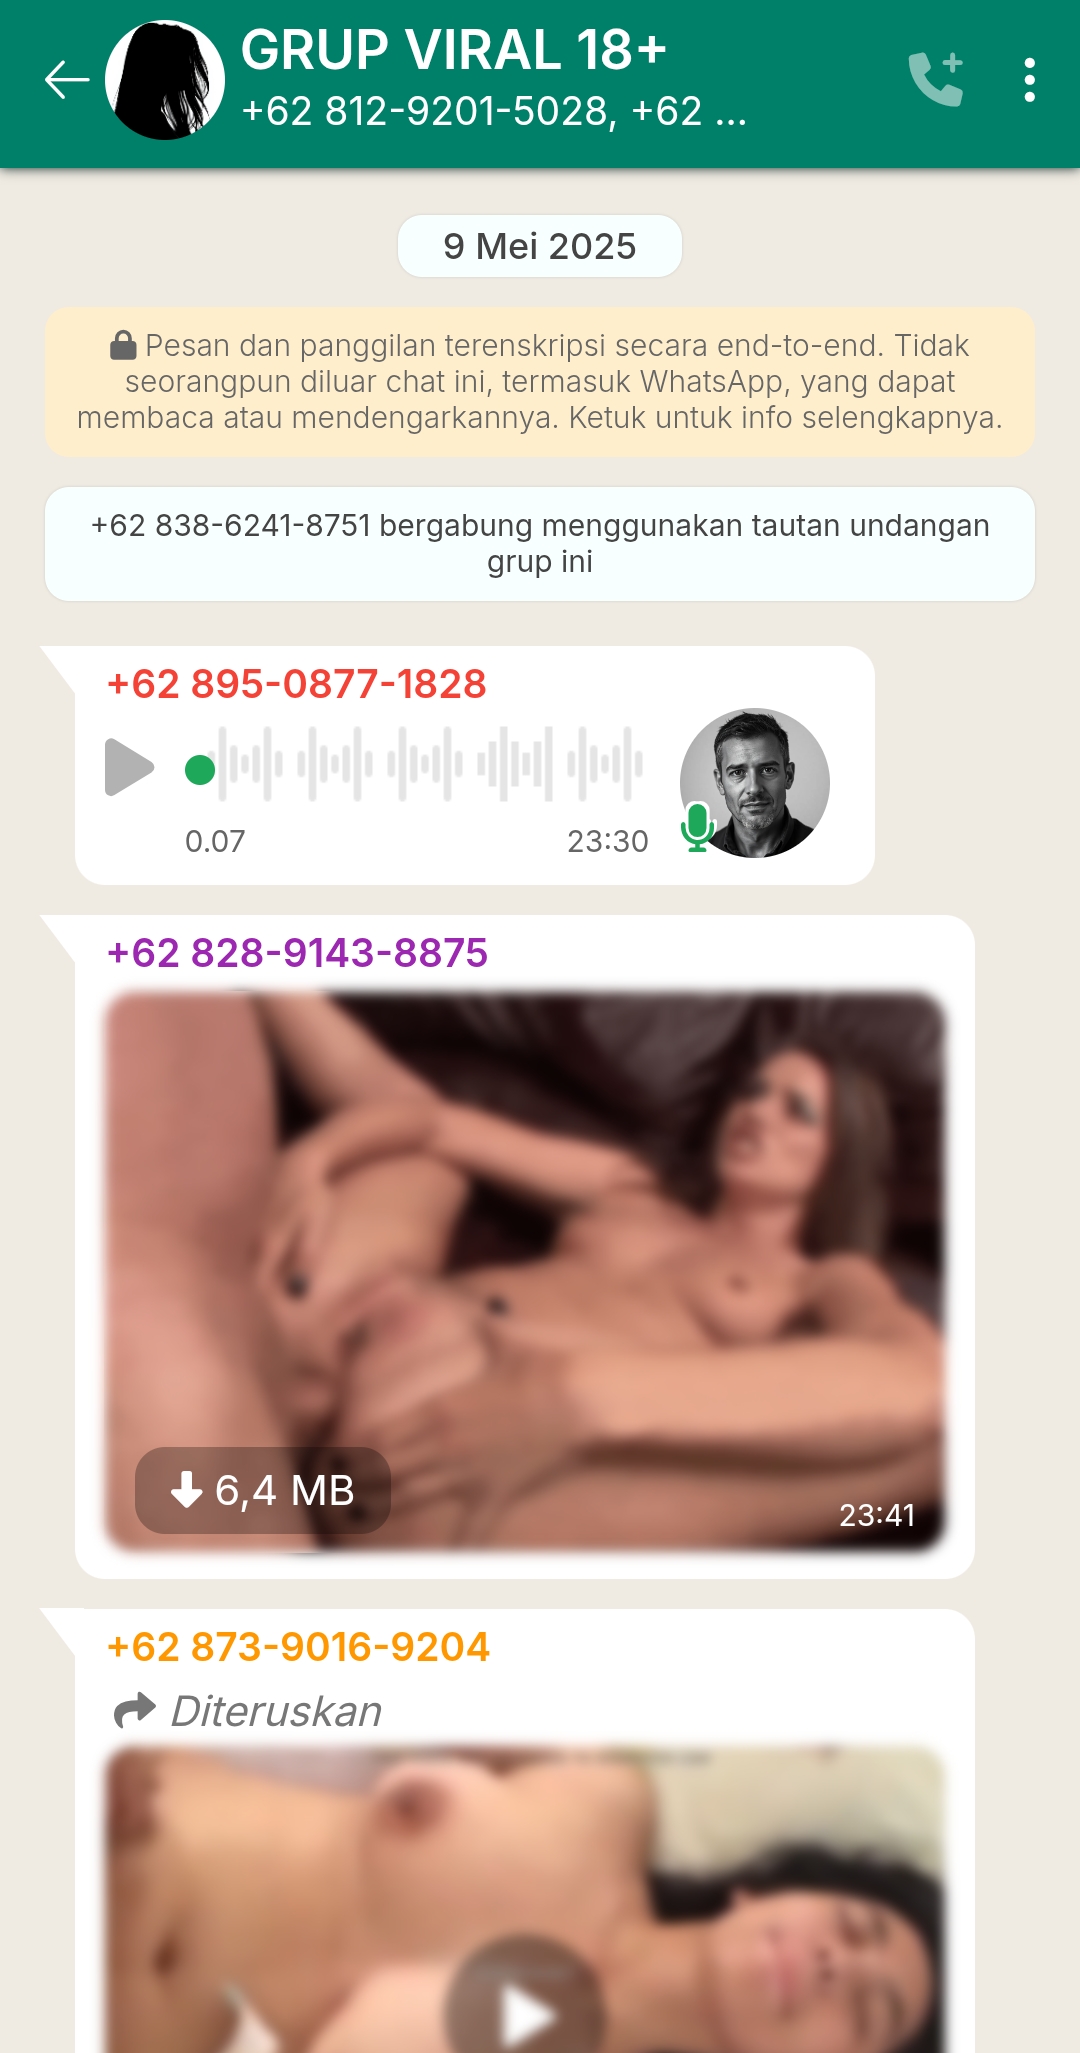 GRUP VIRAL 18+
+62 812-9201-5028, +62 ...
9 Mei 2025
Pesan dan panggilan terenskripsi secara end-to-end. Tidak
seorangpun diluar chat ini, termasuk WhatsApp, yang dapat
membaca atau mendengarkannya. Ketuk untuk info selengkapnya.
+62 838-6241-8751 bergabung menggunakan tautan undangan
grup ini
+62 895-0877-1828
0.07
23:30
+62 828-9143-8875
6,4 MB
23:41
+62 873-9016-9204
Diteruskan